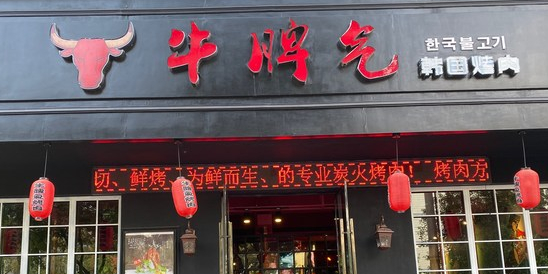 牛脾气
한국불고기
韩国烤肉
切、鲜烤 为鲜而生、的专业炭火烤肉！ 烤肉方